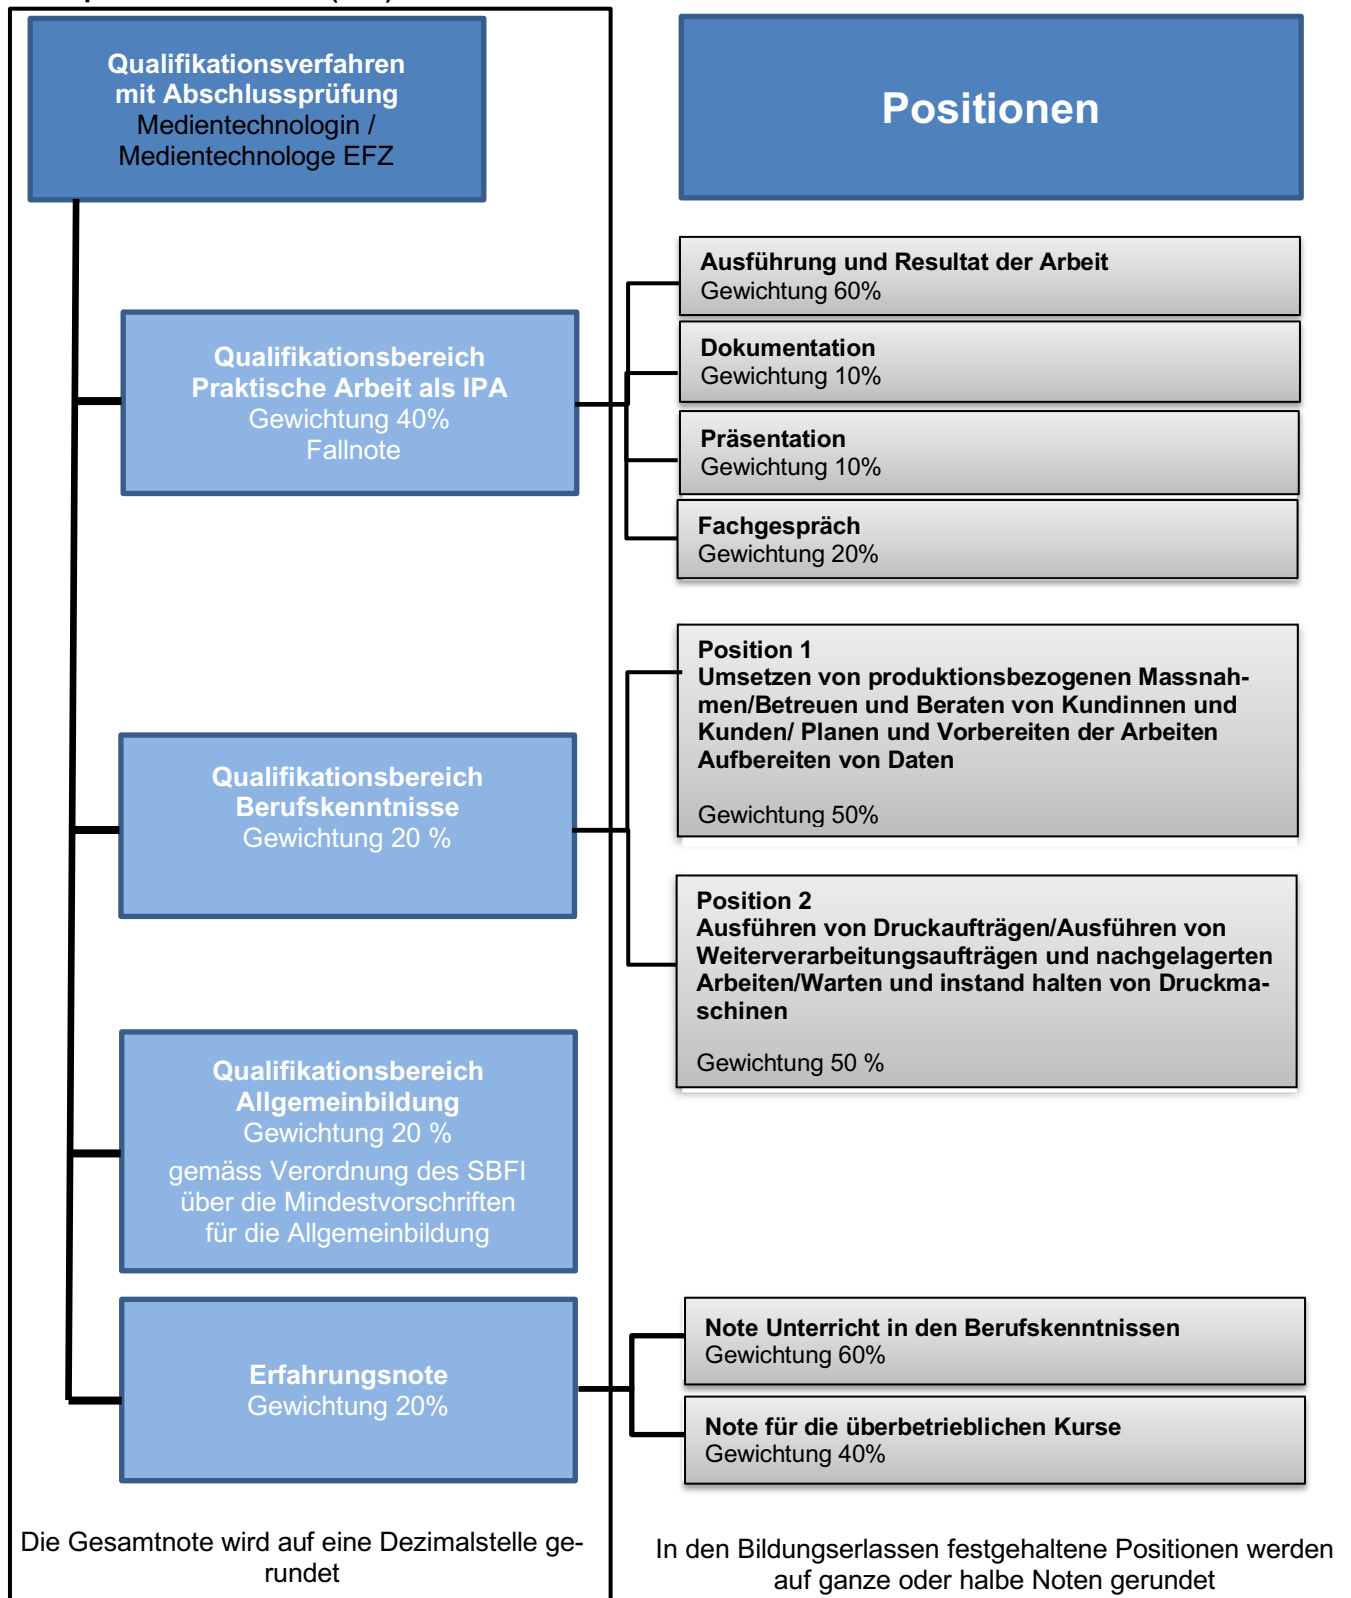 Qualifikationsverfahren
mit Abschlussprüfung
Medientechnologin /
Medientechnologe EFZ
Positionen
Qualifikationsbereich
Praktische Arbeit als IPA
Gewichtung 40%
Fallnote
Ausführung und Resultat der Arbeit
Gewichtung 60%
Dokumentation
Gewichtung 10%
Präsentation
Gewichtung 10%
Fachgespräch
Gewichtung 20%
Qualifikationsbereich
Berufskenntnisse
Gewichtung 20 %
Position 1
Umsetzen von produktionsbezogenen Massnah-
men/Betreuen und Beraten von Kundinnen und
Kunden/ Planen und Vorbereiten der Arbeiten
Aufbereiten von Daten
Gewichtung 50%
Position 2
Ausführen von Druckaufträgen/Ausführen von
Weiterverarbeitungsaufträgen und nachgelagerten
Arbeiten/Warten und instand halten von Druckma-
schinen
Gewichtung 50 %
Qualifikationsbereich
Allgemeinbildung
Gewichtung 20 %
gemäss Verordnung des SBFI
über die Mindestvorschriften
für die Allgemeinbildung
Erfahrungsnote
Gewichtung 20%
Note Unterricht in den Berufskenntnissen
Gewichtung 60%
Note für die überbetrieblichen Kurse
Gewichtung 40%
Die Gesamtnote wird auf eine Dezimalstelle ge-
rundet
In den Bildungserlassen festgehaltene Positionen werden
auf ganze oder halbe Noten gerundet